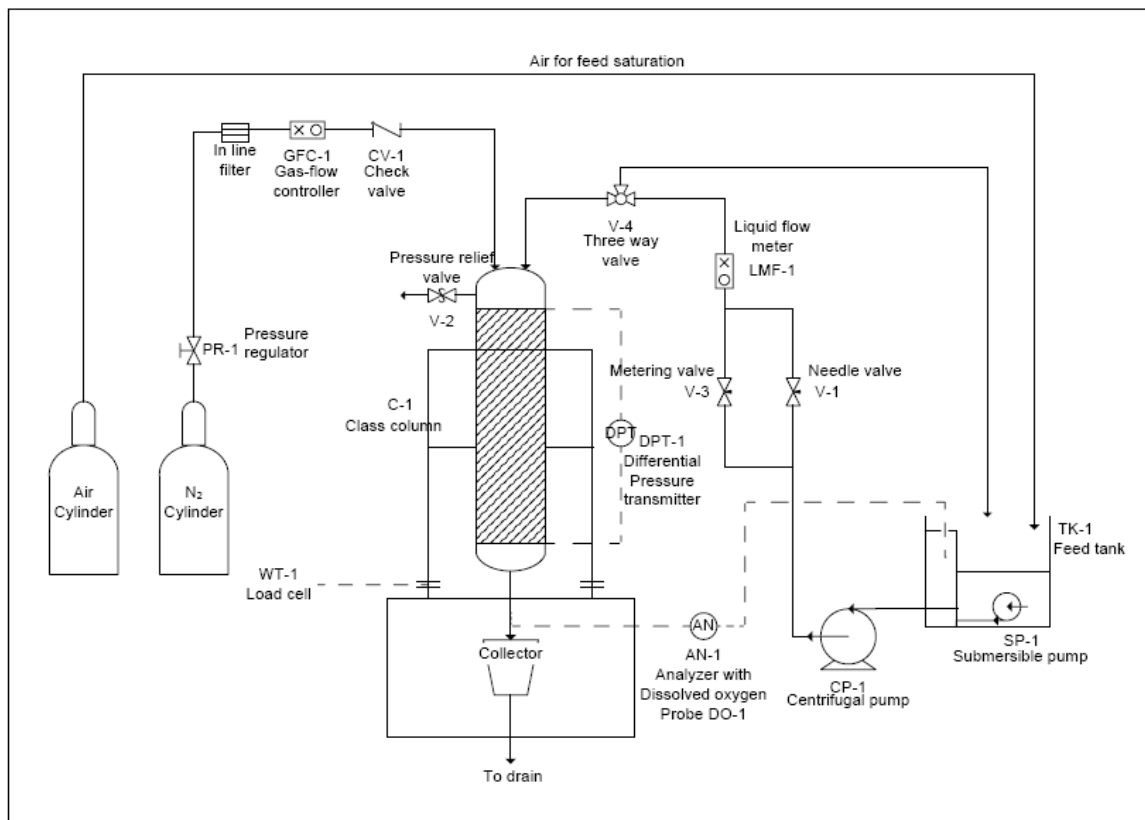 Air for feed saturation
In line
filter
GFC-1
Gas-flow
controller
CV-1
Check
valve
V-4
Three way
valve
Liquid flow
meter
LMF-1
Pressure relief
valve
V-2
PR-1
Pressure
regulator
Metering valve
V-3
Needle valve
V-1
C-1
Class column
DPT
DPT-1
Differential
Pressure
transmitter
Air
Cylinder
N₂
Cylinder
TK-1
Feed tank
WT-1
Load cell
Collector
AN
AN-1
Analyzer with
Dissolved oxygen
Probe DO-1
SP-1
Submersible pump
CP-1
Centrifugal pump
To drain